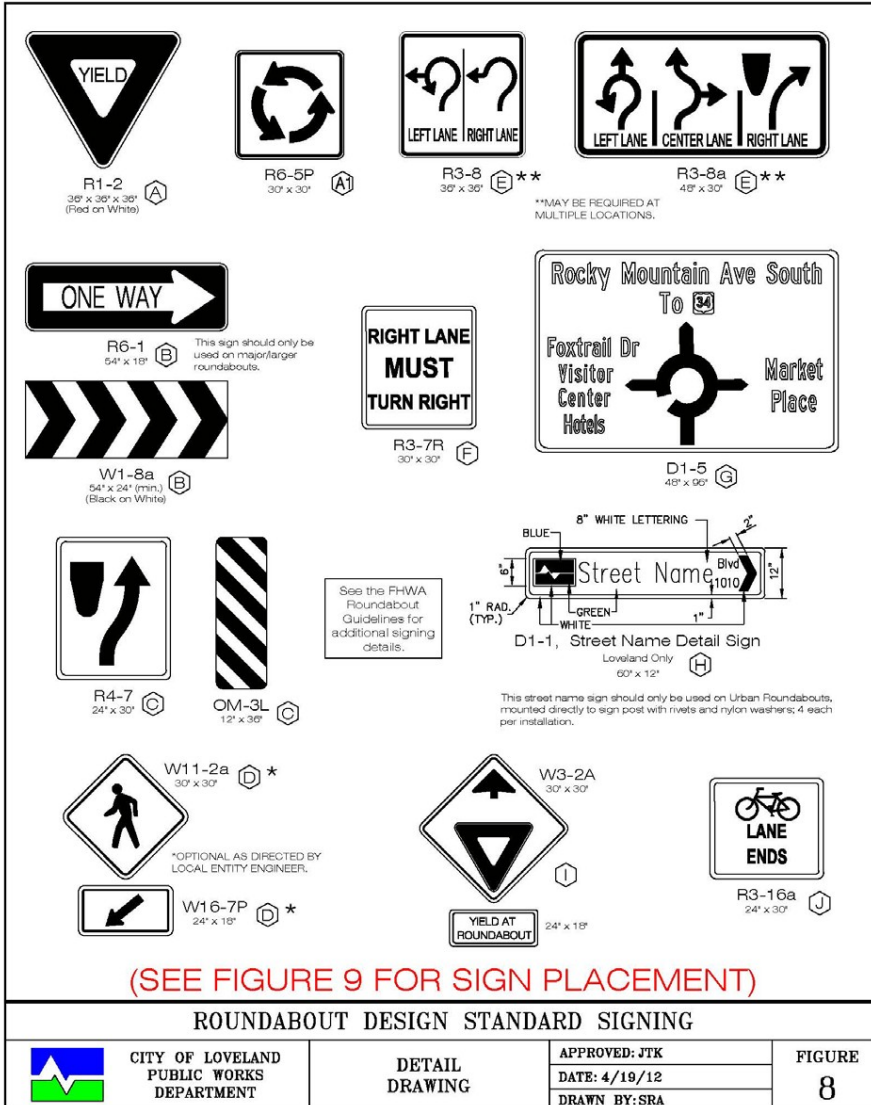 YIELD
R1-2
36" x 36" x 36"
(Red on White)
A
R6-5P
30" x 30"
A1
LEFT LANE RIGHT LANE
R3-8
36" x 36"
E**
LEFT LANE CENTER LANE RIGHT LANE
R3-8a
48" x 30"
E**
**MAY BE REQUIRED AT
MULTIPLE LOCATIONS.
ONE WAY
R6-1
54" x 18"
B
This sign should only be
used on major/larger
roundabouts.
W1-8a
54" x 24" (min.)
(Black on White)
B
RIGHT LANE
MUST
TURN RIGHT
R3-7R
30" x 30"
F
Rocky Mountain Ave South
To 34
Foxtrail Dr
Visitor
Center
Hotels
Market
Place
D1-5
48" x 96"
G
R4-7
24" x 30"
C
OM-3L
12" x 36"
C
See the FHWA
Roundabout
Guidelines for
additional signing
details.
8" WHITE LETTERING
2"
BLUE
6"
Street Name
Blvd
1010
12"
1" RAD.
(TYP.)
GREEN
WHITE
1"
D1-1, Street Name Detail Sign
Loveland Only
60" x 12"
H
This street name sign should only be used on Urban Roundabouts,
mounted directly to sign post with rivets and nylon washers; 4 each
per installation.
W11-2a
30" x 30"
D *
*OPTIONAL AS DIRECTED BY
LOCAL ENTITY ENGINEER.
W16-7P
24" x 18"
D *
W3-2A
30" x 30"
I
YIELD AT
ROUNDABOUT
24" x 18"
LANE
ENDS
R3-16a
24" x 30"
J
(SEE FIGURE 9 FOR SIGN PLACEMENT)
ROUNDABOUT DESIGN STANDARD SIGNING
CITY OF LOVELAND
PUBLIC WORKS
DEPARTMENT
DETAIL
DRAWING
APPROVED: JTK
DATE: 4/19/12
DRAWN BY: SRA
FIGURE
8